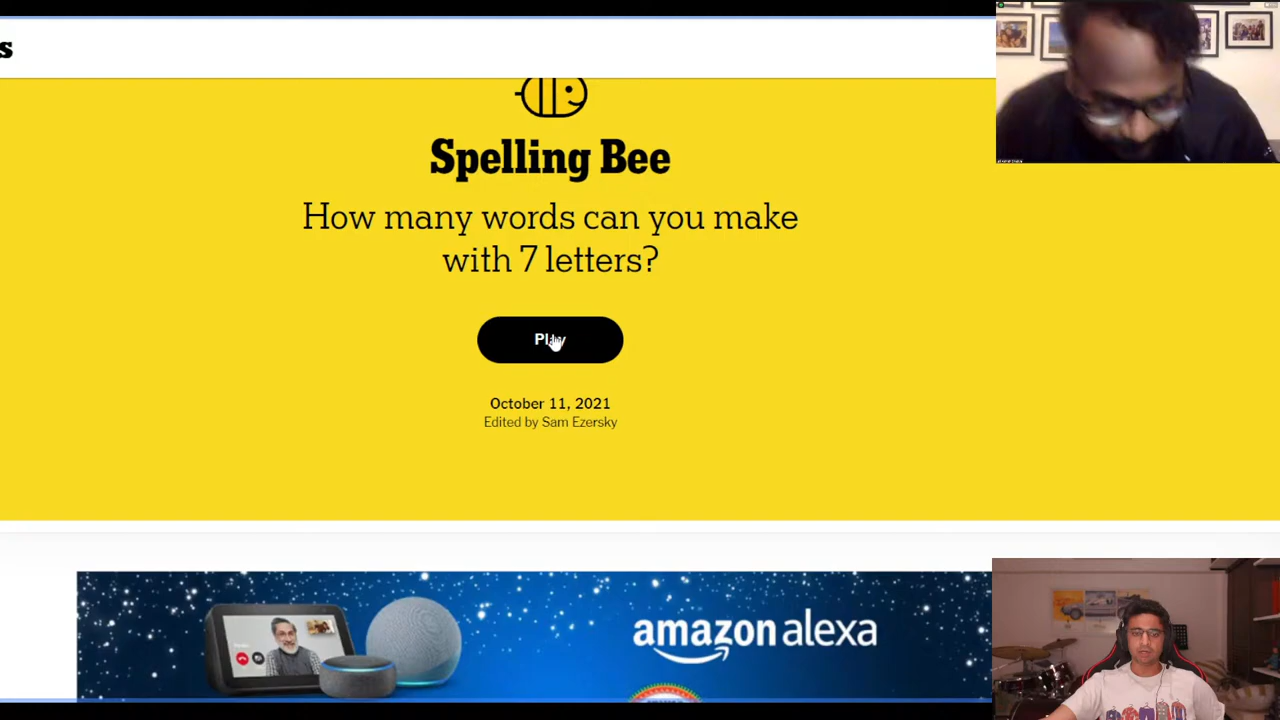 s
Spelling Bee
How many words can you make
with 7 letters?
Play
October 11, 2021
Edited by Sam Ezersky
amazon alexa